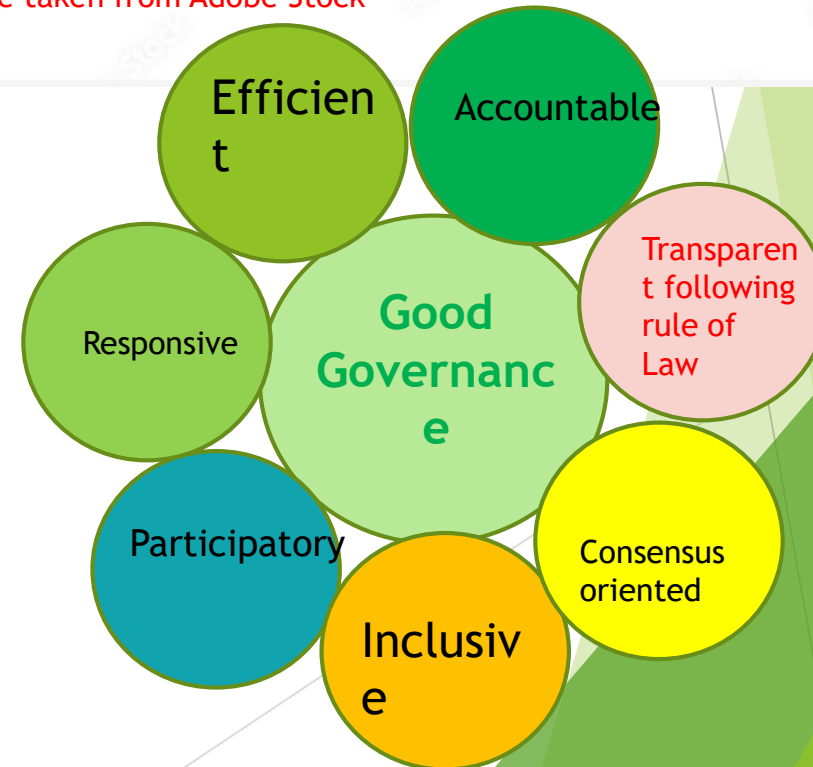 e taken from Adobe Stock
Efficien
t
Accountable
Transparen
t following
rule of
Law
Good
Governanc
e
Responsive
Participatory
Consensus
oriented
Inclusiv
e